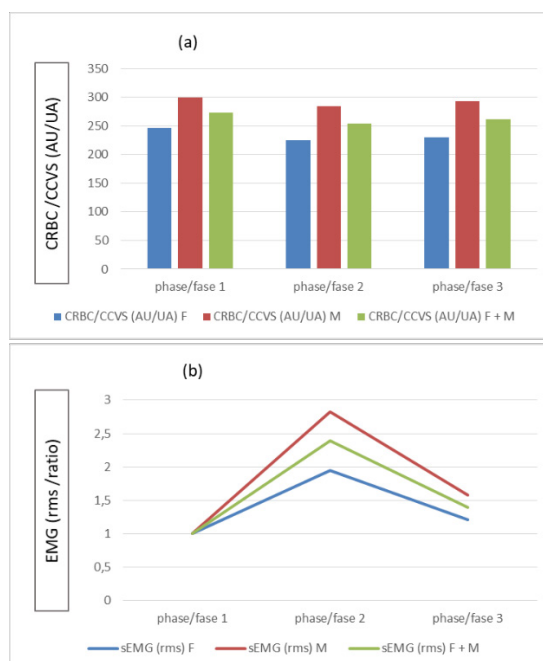 (a)
CRBC /CCVS (AU/UA)
350
300
250
200
150
100
50
0
phase/fase 1 phase/fase 2 phase/fase 3
CRBC/CCVS (AU/UA) F CRBC/CCVS (AU/UA) M CRBC/CCVS (AU/UA) F + M
(b)
EMG (rms /ratio)
3
2,5
2
1,5
1
0,5
0
phase/fase 1 phase/fase 2 phase/fase 3
sEMG (rms) F sEMG (rms) M sEMG (rms) F + M